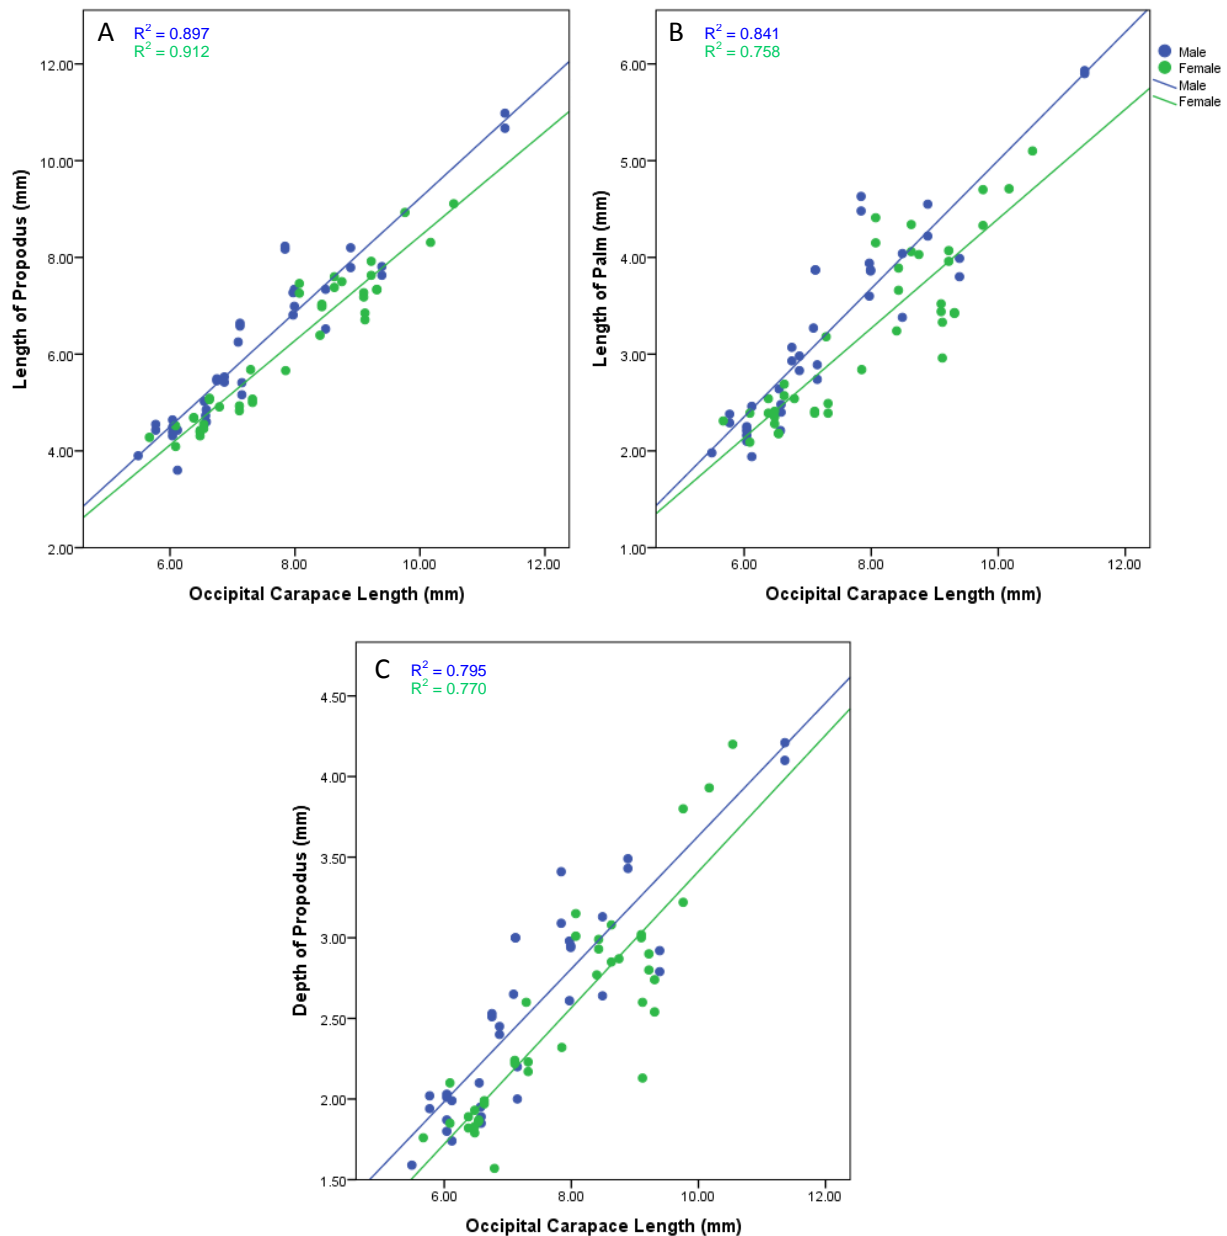 A
R² = 0.897
R² = 0.912
12.00
10.00
8.00
6.00
4.00
2.00
Length of Propodus (mm)
6.00 8.00 10.00 12.00
Occipital Carapace Length (mm)
B
R² = 0.841
R² = 0.758
6.00
5.00
4.00
3.00
2.00
1.00
Length of Palm (mm)
6.00 8.00 10.00 12.00
Occipital Carapace Length (mm)
Male
Female
Male
Female
C
R² = 0.795
R² = 0.770
4.50
4.00
3.50
3.00
2.50
2.00
1.50
Depth of Propodus (mm)
6.00 8.00 10.00 12.00
Occipital Carapace Length (mm)